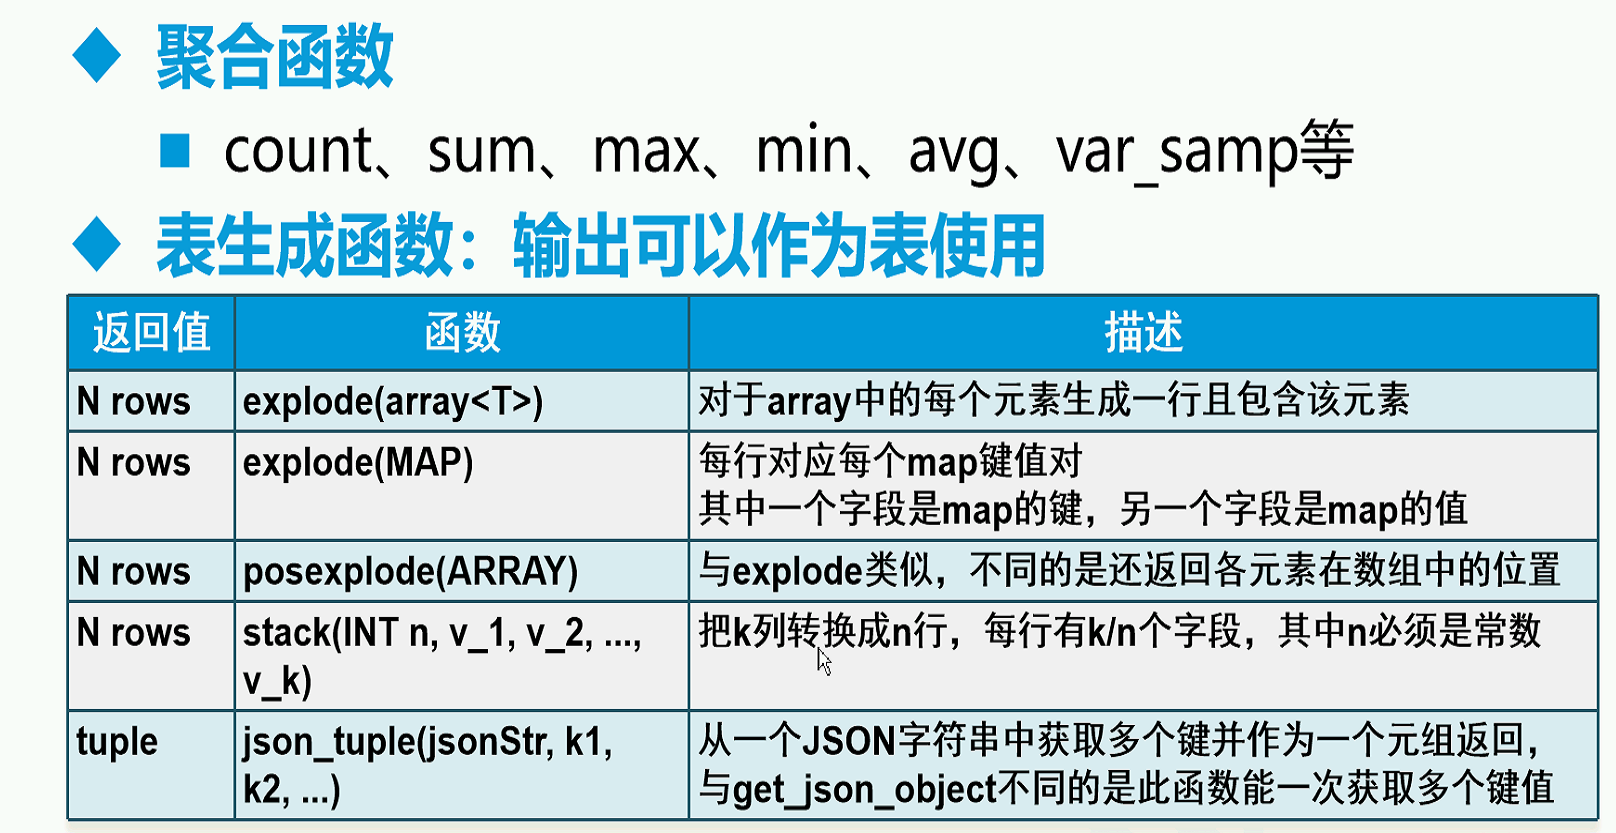 聚合函数
count、sum、max、min、avg、var_samp等
表生成函数：输出可以作为表使用
返回值 函数 描述
N rows explode(array<T>) 对于array中的每个元素生成一行且包含该元素
N rows explode(MAP) 每行对应每个map键值对
其中一个字段是map的键，另一个字段是map的值
N rows posexplode(ARRAY) 与explode类似，不同的是还返回各元素在数组中的位置
N rows stack(INT n, v_1, v_2, ..., 把k列转换成n行，每行有k/n个字段，其中n必须是常数
v_k)
tuple json_tuple(jsonStr, k1, 从一个JSON字符串中获取多个键并作为一个元组返回，
k2, ...) 与get_json_object不同的是此函数能一次获取多个键值